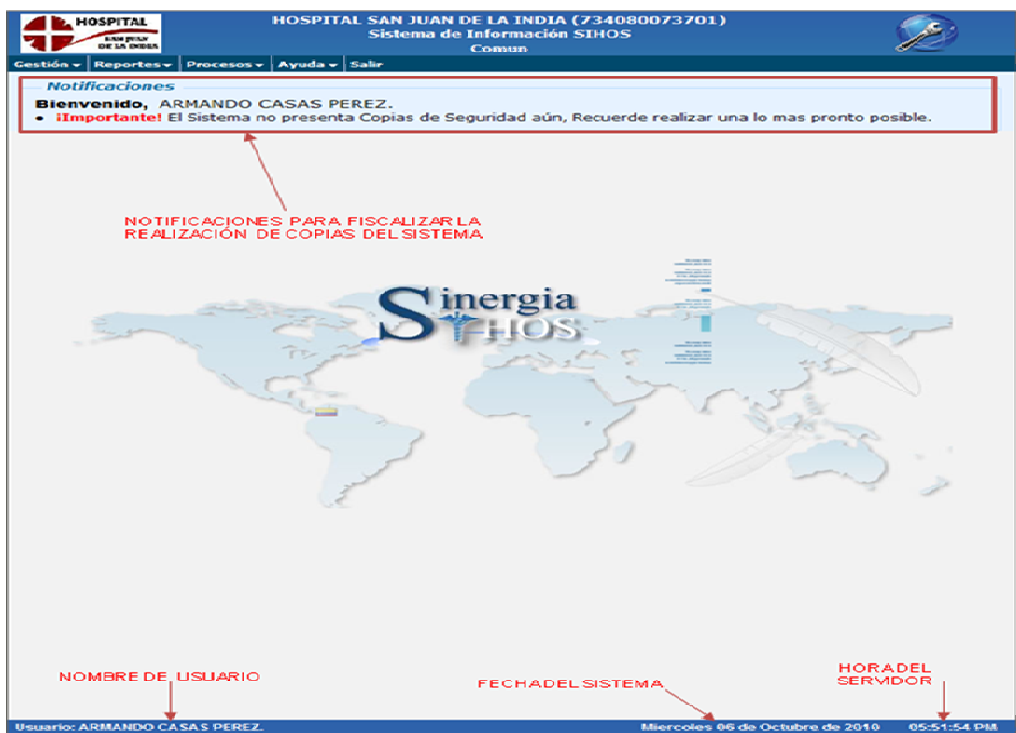 HOSPITAL SAN JUAN DE LA INDIA (734080073701)
HOSPITAL
SAN JUAN
DE LA INDIA
Sistema de Información SIHOS
Comun
Gestión Reportes Procesos Ayuda Salir
Notificaciones
Bienvenido, ARMANDO CASAS PEREZ.
• ¡Importante! El Sistema no presenta Copias de Seguridad aún, Recuerde realizar una lo mas pronto posible.
NOTIFICACIONES PARA FISCALIZAR LA
REALIZACIÓN DE COPIAS DEL SISTEMA
Sinergia
SIHOS
NOMBRE DE USUARIO
FECHA DEL SISTEMA
HORA DEL
SERVIDOR
Usuario: ARMANDO CASAS PEREZ.
Miercoles 06 de Octubre de 2010 05:51:54 PM